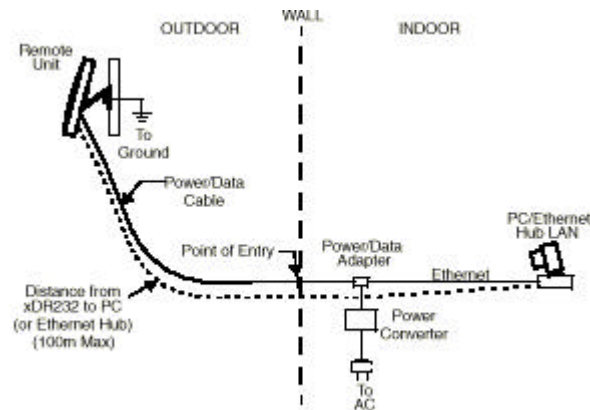 WALL
OUTDOOR
INDOOR
Remote
Unit
To
Ground
Power/Data
Cable
PC/Ethernet
Hub LAN
Point of Entry
Power/Data
Adapter
Ethernet
Distance from
xDR232 to PC
(or Ethernet Hub)
(100m Max)
Power
Converter
To
AC